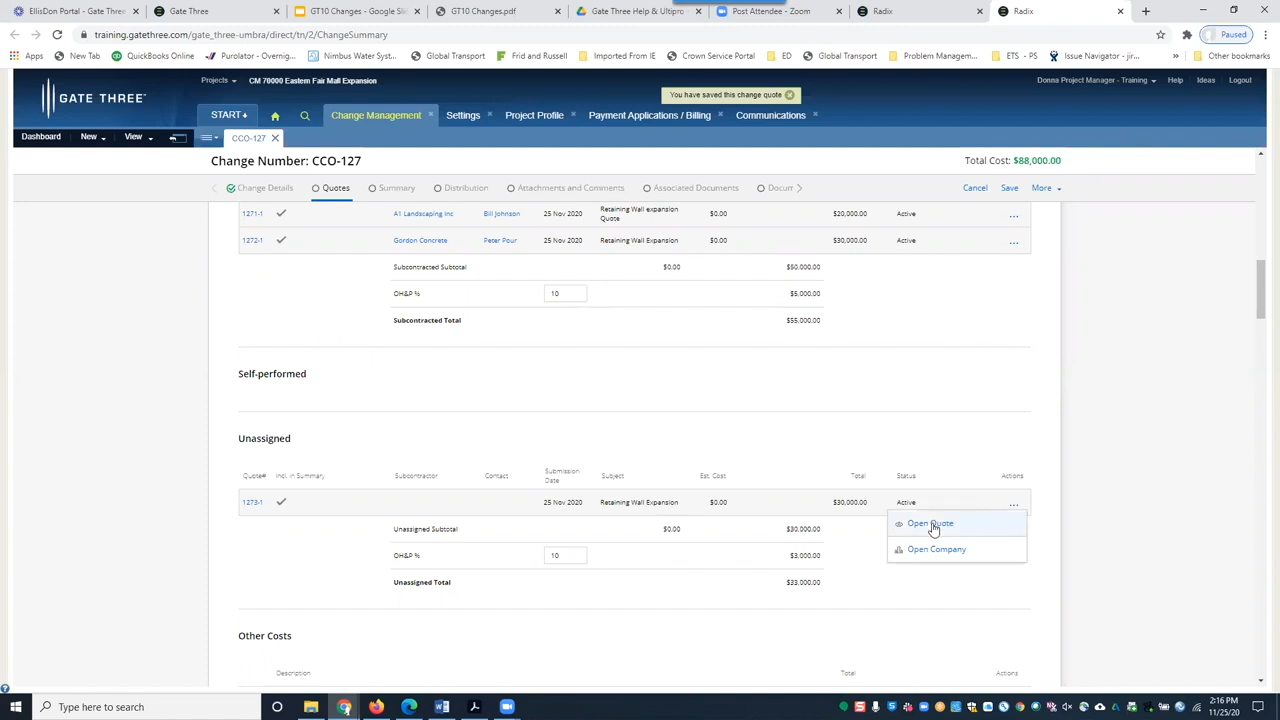 EllisDon Portal - Gate Three Pr
Gate Three
GT10 Changes - Google Slid
GT10 Changes.pdf
Gate Three Help & Ultipro
Post Attendee - Zoom
Radix
Radix
training.gatethree.com/gate_three-umbra/direct/tn/2/ChangeSummary
Paused
Apps
New Tab
QuickBooks Online
Purolator - Overnig...
Nimbus Water Syst...
Global Transport
Frid and Russell
Imported From IE
Crown Service Portal
ED
Global Transport
Problem Managem...
ETS - PS
Issue Navigator - jir...
»
Other bookmarks
GATE THREE
Projects
CM 70000 Eastern Fair Mall Expansion
You have saved this change quote
Donna Project Manager - Training
Help
Ideas
Logout
START+
Change Management
Settings
Project Profile
Payment Applications / Billing
Communications
Dashboard
New
View
CCO-127
Change Number: CCO-127
Total Cost: $88,000.00
Change Details
Quotes
Summary
Distribution
Attachments and Comments
Associated Documents
Docum
Cancel
Save
More
1271-1
A1 Landscaping Inc
Bill Johnson
25 Nov 2020
Retaining Wall expansion Quote
$0.00
$20,000.00
Active
...
1272-1
Gordon Concrete
Peter Pour
25 Nov 2020
Retaining Wall Expansion
$0.00
$30,000.00
Active
...
Subcontracted Subtotal
$0.00
$50,000.00
OH&P %
10
$5,000.00
Subcontracted Total
$55,000.00
Self-performed
Unassigned
Quote#
Incl. in Summary
Subcontractor
Contact
Submission Date
Subject
Est. Cost
Total
Status
Actions
1273-1
25 Nov 2020
Retaining Wall Expansion
$0.00
$30,000.00
Active
...
Open Quote
Unassigned Subtotal
$0.00
$30,000.00
Open Company
OH&P %
10
$3,000.00
Unassigned Total
$33,000.00
Other Costs
Description
Total
Actions
Type here to search
2:16 PM
11/25/20